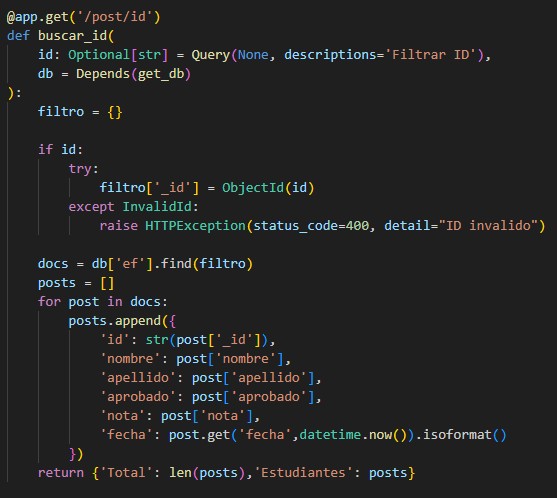 @app.get('/post/id')
def buscar_id(
    id: Optional[str] = Query(None, descriptions='Filtrar ID'),
    db = Depends(get_db)
):
    filtro = {}

    if id:
        try:
            filtro['_id'] = ObjectId(id)
        except InvalidId:
            raise HTTPException(status_code=400, detail="ID invalido")

    docs = db['ef'].find(filtro)
    posts = []
    for post in docs:
        posts.append({
            'id': str(post['_id']),
            'nombre': post['nombre'],
            'apellido': post['apellido'],
            'aprobado': post['aprobado'],
            'nota': post['nota'],
            'fecha': post.get('fecha',datetime.now()).isoformat()
        })
    return {'Total': len(posts),'Estudiantes': posts}